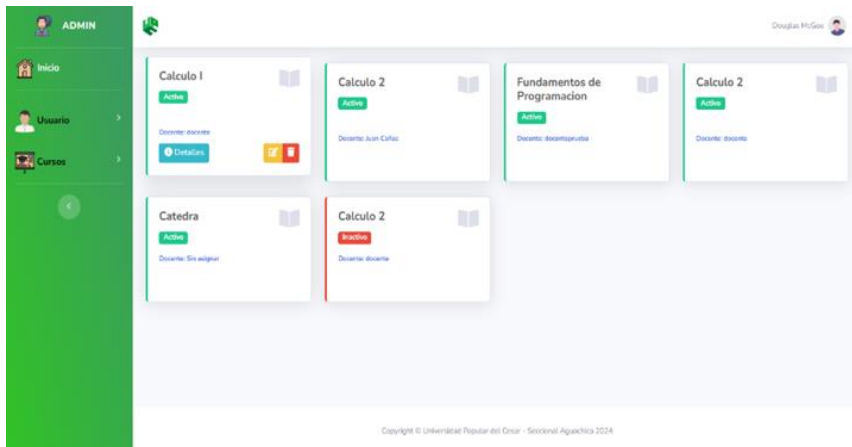 ADMIN
Douglas McGee
Inicio
Usuario
Cursos
Calculo I
Activo
Docente: docente
Detalles
Calculo 2
Activo
Docente: Juan Cañas
Fundamentos de
Programacion
Activo
Docente: docenteprueba
Calculo 2
Activo
Docente: docente
Catedra
Activo
Docente: Sin asignar
Calculo 2
Inactivo
Docente: docente
Copyright © Universidad Popular del Cesar - Seccional Aguachica 2024